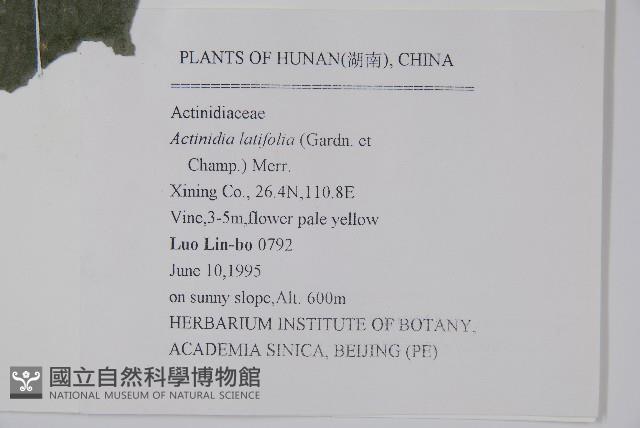 PLANTS OF HUNAN(湖南), CHINA
Actinidiaceae
Actinidia latifolia (Gardn. et
Champ.) Merr.
Xining Co., 26.4N,110.8E
Vine,3-5m,flower pale yellow
Luo Lin-bo 0792
June 10,1995
on sunny slope,Alt. 600m
HERBARIUM INSTITUTE OF BOTANY,
ACADEMIA SINICA, BEIJING (PE)
國立自然科學博物館
NATIONAL MUSEUM OF NATURAL SCIENCE